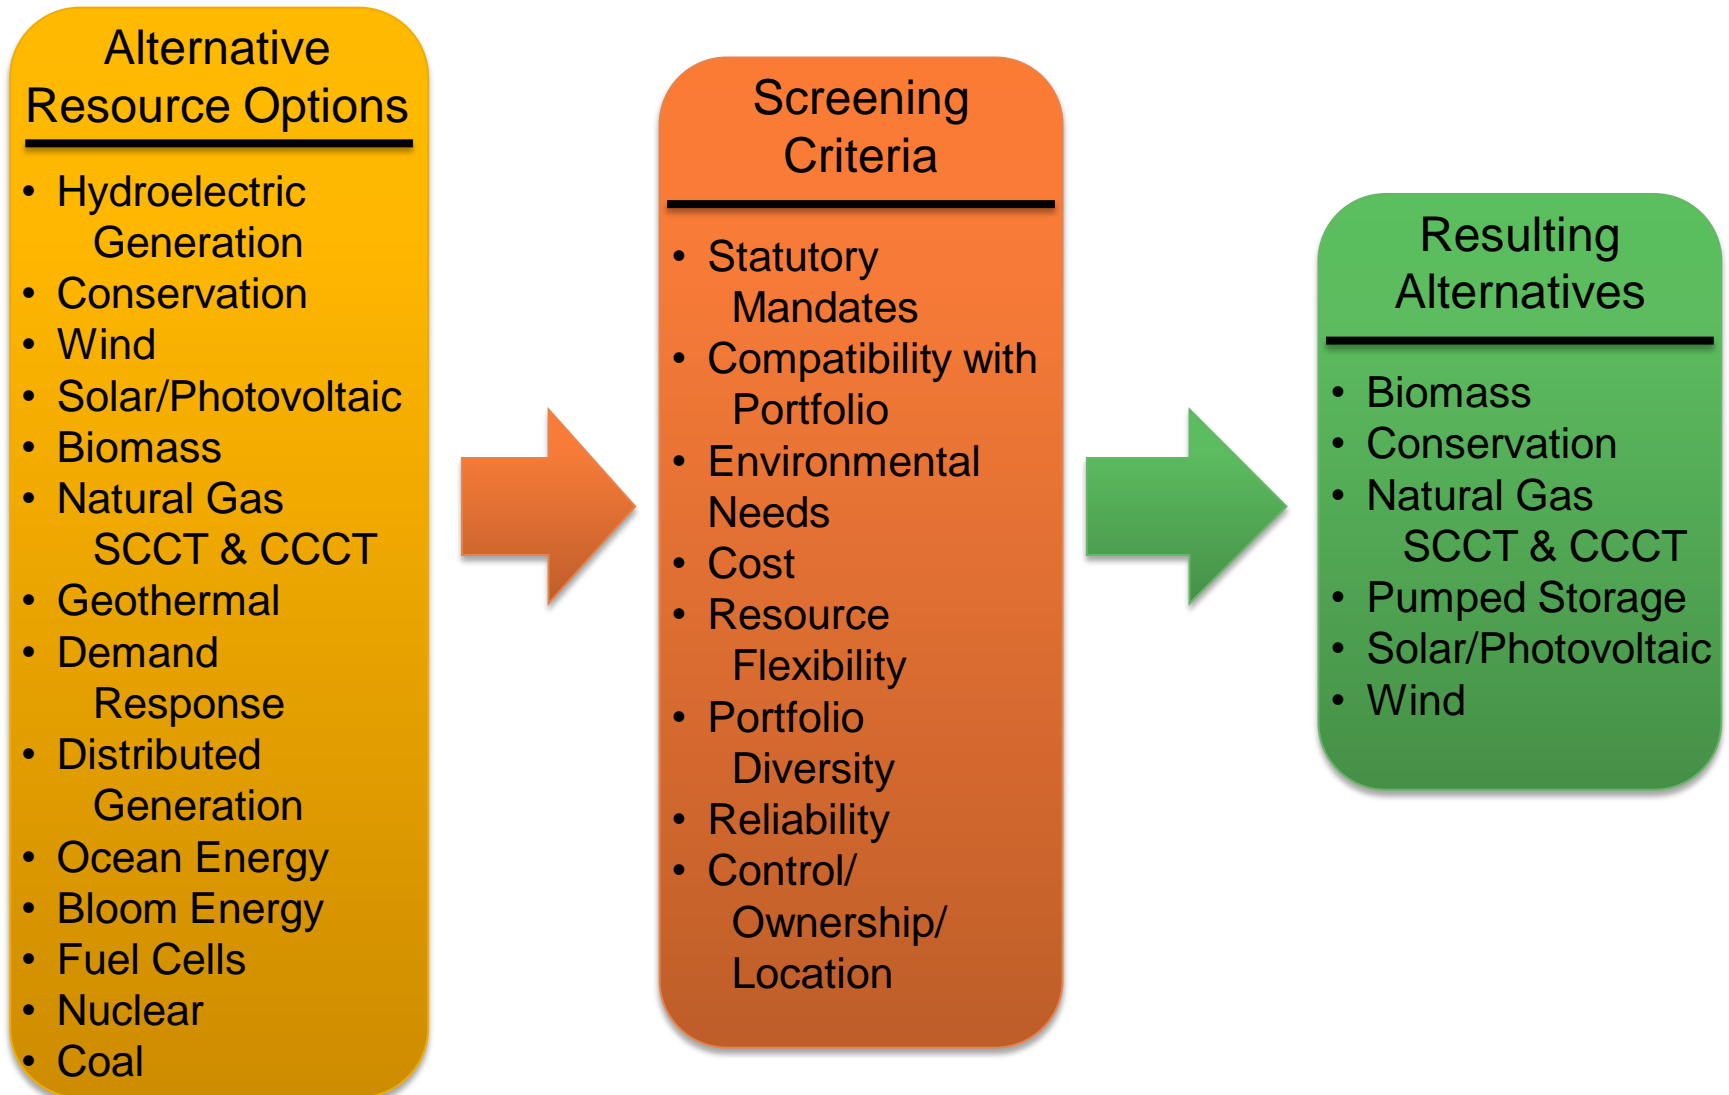 Alternative
Resource Options
• Hydroelectric
Generation
• Conservation
• Wind
• Solar/Photovoltaic
• Biomass
• Natural Gas
SCCT & CCCT
• Geothermal
• Demand
Response
• Distributed
Generation
• Ocean Energy
• Bloom Energy
• Fuel Cells
• Nuclear
• Coal
Screening
Criteria
• Statutory
Mandates
• Compatibility with
Portfolio
• Environmental
Needs
• Cost
• Resource
Flexibility
• Portfolio
Diversity
• Reliability
• Control/
Ownership/
Location
Resulting
Alternatives
• Biomass
• Conservation
• Natural Gas
SCCT & CCCT
• Pumped Storage
• Solar/Photovoltaic
• Wind